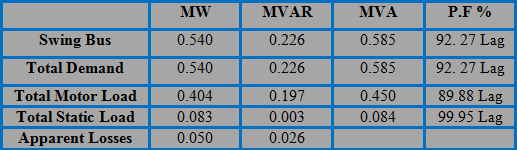 MW MVAR MVA P.F %
Swing Bus 0.540 0.226 0.585 92. 27 Lag
Total Demand 0.540 0.226 0.585 92. 27 Lag
Total Motor Load 0.404 0.197 0.450 89.88 Lag
Total Static Load 0.083 0.003 0.084 99.95 Lag
Apparent Losses 0.050 0.026